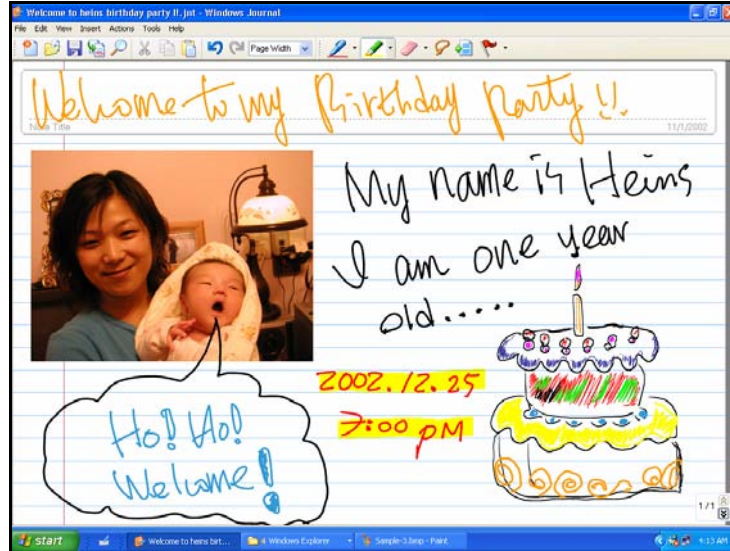 Welcome to heins birthday party !!.jnt - Windows Journal
File Edit View Insert Actions Tools Help
Page Width
Welcome to my Birthday Party !!
Note Title
11/1/2002
My name is Heins
I am one year
old.....
2002.12.25
7:00 PM
Ho! Ho!
Welcome!
1/1
start
Welcome to heins birt...
4 Windows Explorer
Sample-3.bmp - Paint
4:13 AM